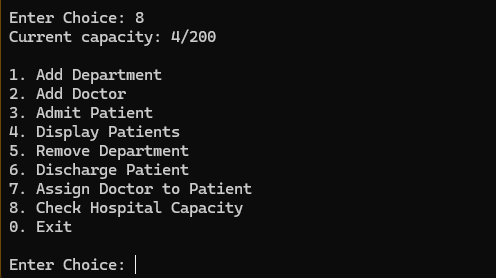 Enter Choice: 8
Current capacity: 4/200
1. Add Department
2. Add Doctor
3. Admit Patient
4. Display Patients
5. Remove Department
6. Discharge Patient
7. Assign Doctor to Patient
8. Check Hospital Capacity
0. Exit
Enter Choice: